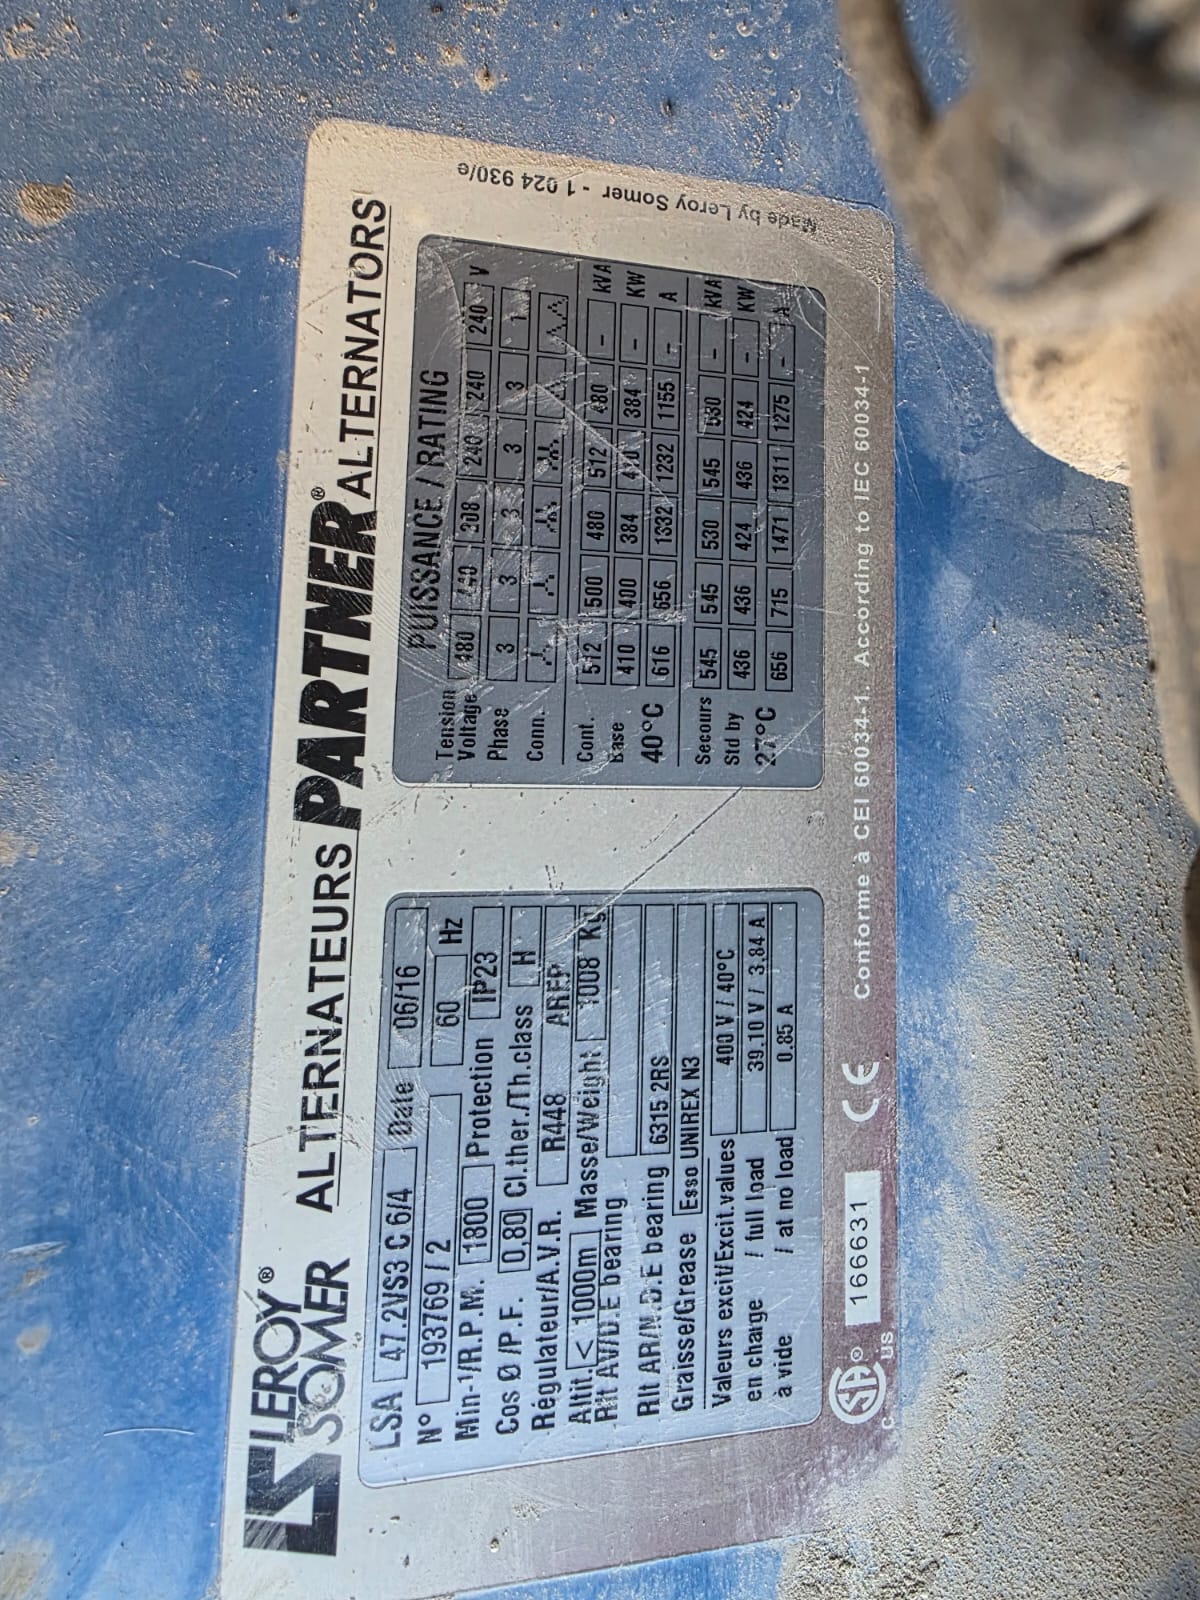 LEROY®
SOMER
ALTERNATEURS PARTNER® ALTERNATORS
LSA 47.2VS3 C 6/4 Date 06/16
N° 193769 / 2 60 Hz
Min-¹/R.P.M. 1800 Protection IP23
Cos Ø /P.F. 0,80 Cl.ther./Th.class H
Régulateur/A.V.R. R448 AREP
Altit. < 1000m Masse/Weight 1008 Kg
Rlt AV/D.E bearing
Rlt AR/N.D.E bearing 6315 2RS
Graisse/Grease Esso UNIREX N3
Valeurs excit/Excit.values 400 V / 40°C
en charge / full load 39.10 V / 3.84 A
à vide / at no load 0.85 A
PUISSANCE / RATING
Tension
Voltage 480 440 208 240 240 240 V
Phase 3 3 3 3 3 1
Conn.
Cont. 512 500 480 512 480 - kVA
Base 410 400 384 410 384 - KW
40°C 616 656 1332 1232 1155 - A
Secours 545 545 530 545 530 - kVA
Std by 436 436 424 436 424 - KW
27°C 656 715 1471 1311 1275 - A
SA® C US 166631 CE Conforme à CEI 60034-1. According to IEC 60034-1
Made by Leroy Somer - 1 024 930/e